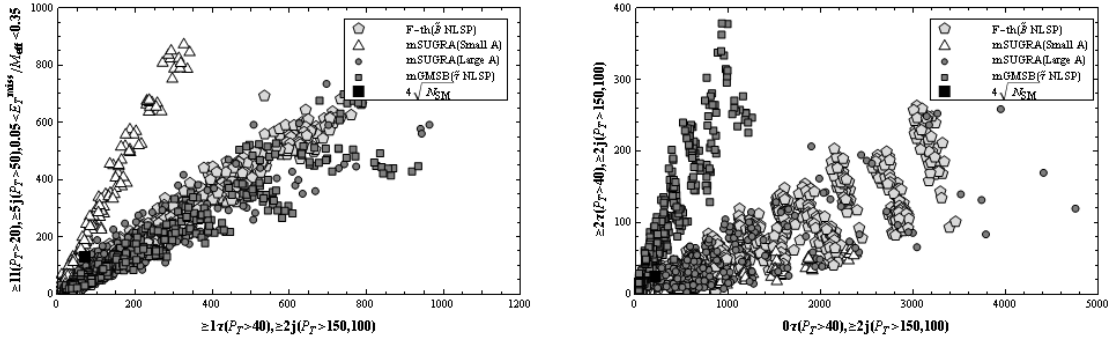 ≥1l(P_T>20),≥5j(P_T>50),0.05<E_T^miss/M_eff<0.35
1000
800
600
400
200
0
0 200 400 600 800 1000 1200
≥1τ(P_T>40),≥2j(P_T>150,100)
F-th(B̃ NLSP)
mSUGRA(Small A)
mSUGRA(Large A)
mGMSB(τ̃ NLSP)
4√N_SM
≥2τ(P_T>40),≥2j(P_T>150,100)
400
300
200
100
0
0 1000 2000 3000 4000 5000
0τ(P_T>40),≥2j(P_T>150,100)
F-th(B̃ NLSP)
mSUGRA(Small A)
mSUGRA(Large A)
mGMSB(τ̃ NLSP)
4√N_SM